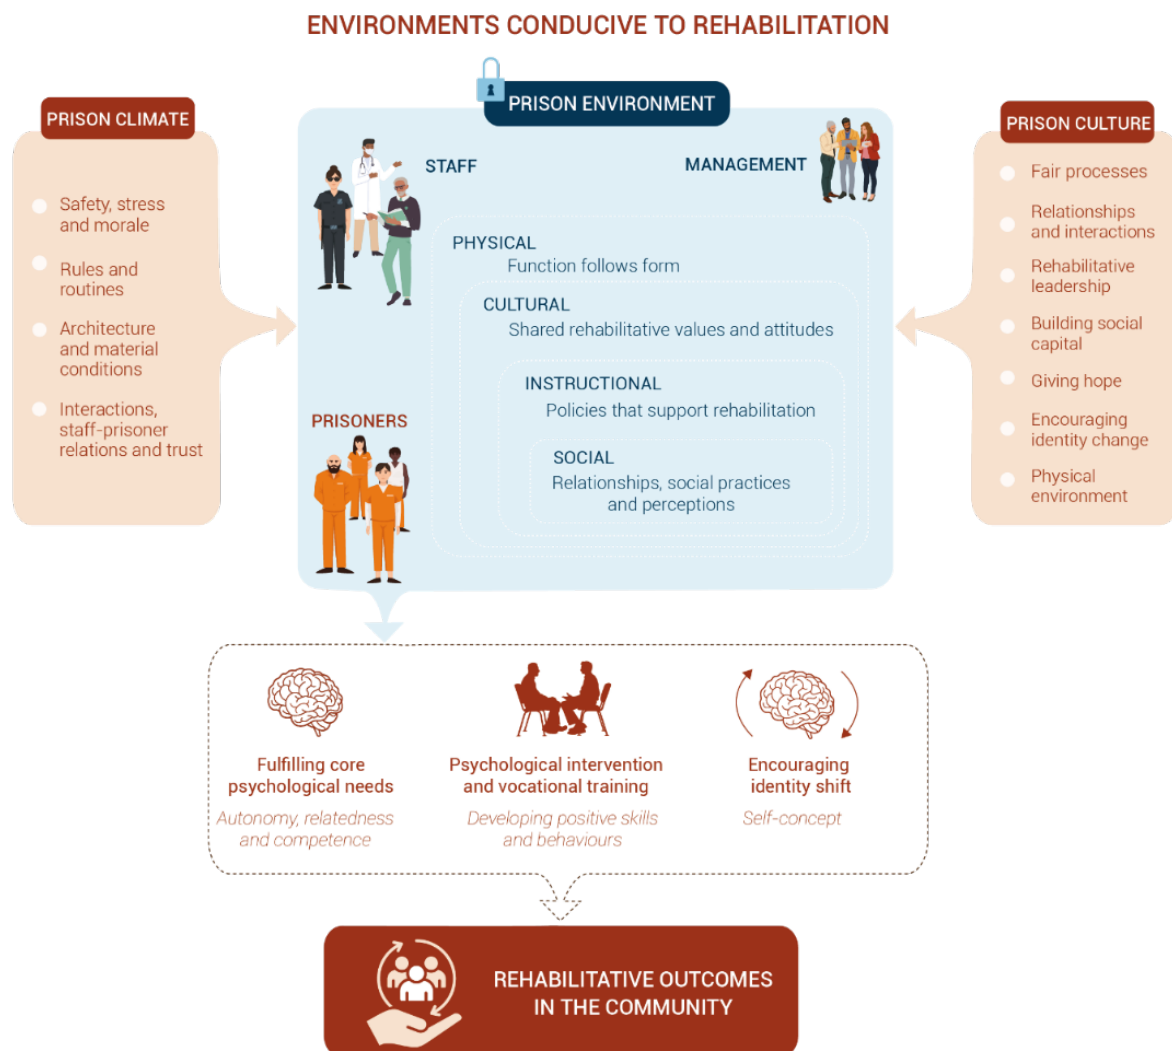 ENVIRONMENTS CONDUCIVE TO REHABILITATION
PRISON CLIMATE
Safety, stress
and morale
Rules and
routines
Architecture
and material
conditions
Interactions,
staff-prisoner
relations and trust
PRISON ENVIRONMENT
STAFF
MANAGEMENT
PHYSICAL
Function follows form
CULTURAL
Shared rehabilitative values and attitudes
INSTRUCTIONAL
Policies that support rehabilitation
SOCIAL
Relationships, social practices
and perceptions
PRISONERS
PRISON CULTURE
Fair processes
Relationships
and interactions
Rehabilitative
leadership
Building social
capital
Giving hope
Encouraging
identity change
Physical
environment
Fulfilling core
psychological needs
Autonomy, relatedness
and competence
Psychological intervention
and vocational training
Developing positive skills
and behaviours
Encouraging
identity shift
Self-concept
REHABILITATIVE OUTCOMES
IN THE COMMUNITY